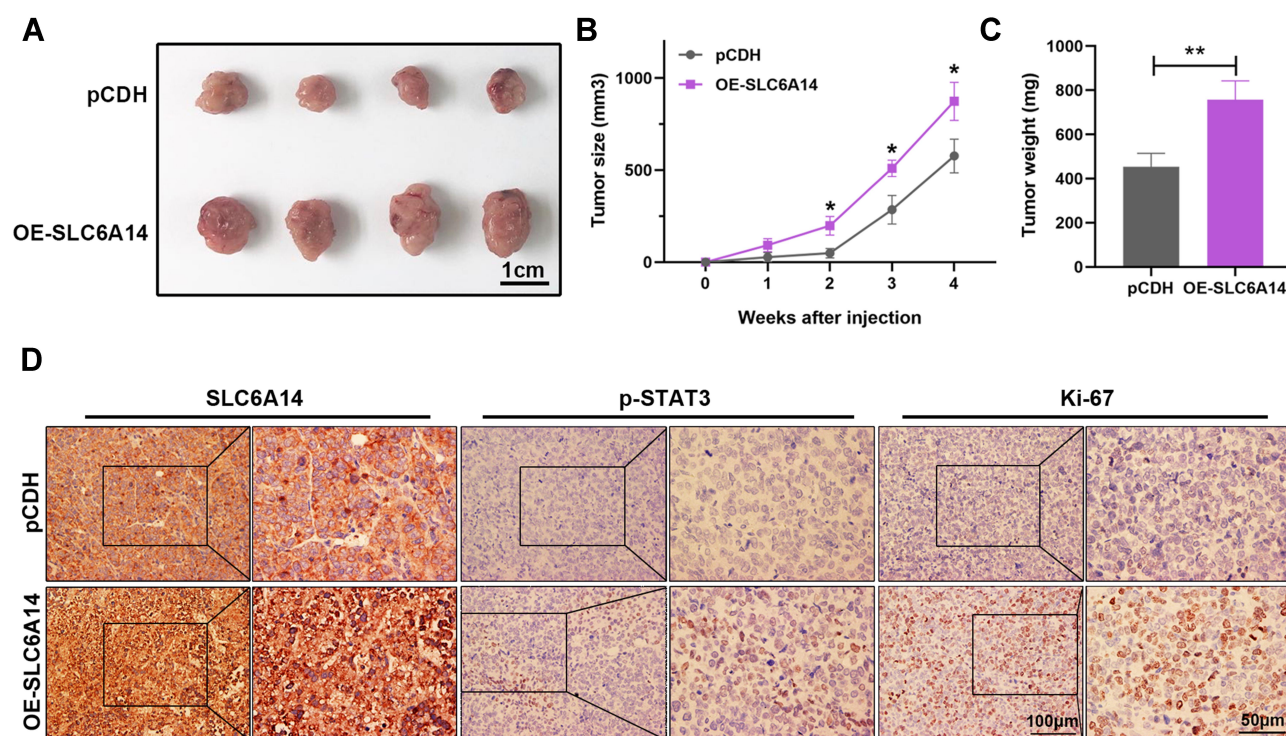 A
pCDH
OE-SLC6A14
1cm
B
pCDH
OE-SLC6A14
Tumor size (mm3)
1000
500
0
0 1 2 3 4
Weeks after injection
* * *
C
Tumor weight (mg)
1000
800
600
400
200
0
**
pCDH OE-SLC6A14
D
SLC6A14 p-STAT3 Ki-67
pCDH
OE-SLC6A14
100μm 50μm